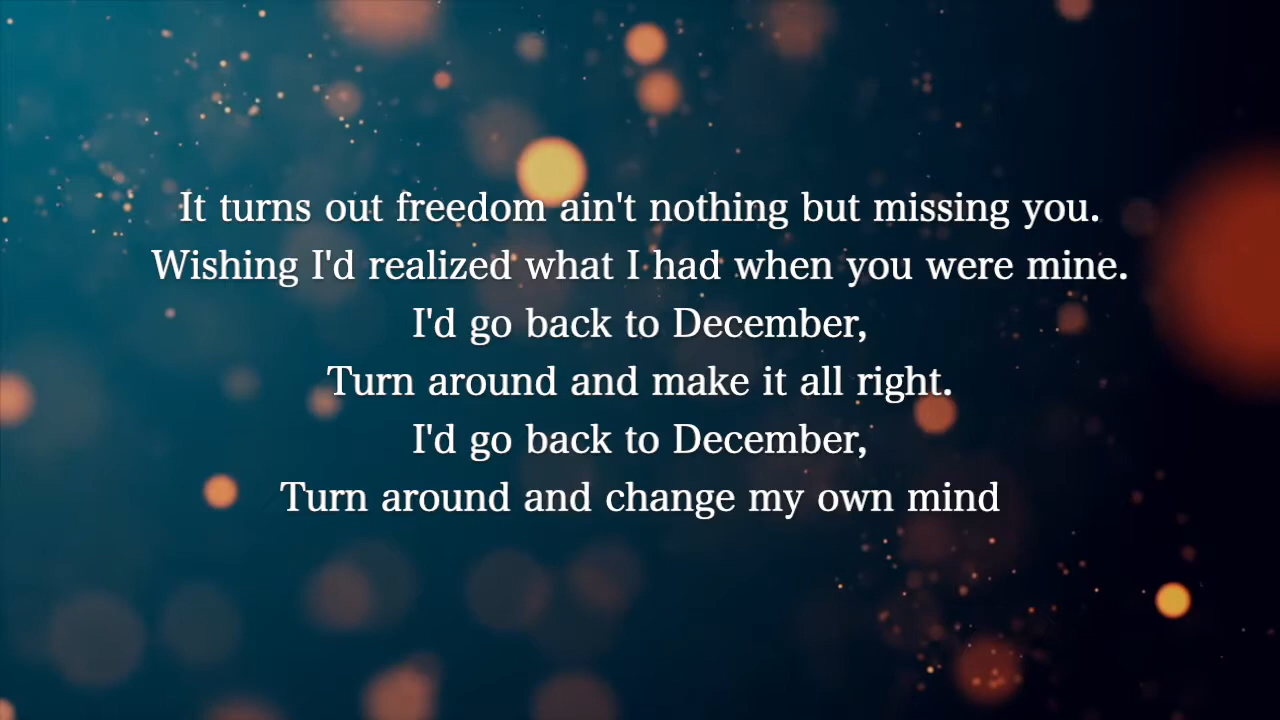 It turns out freedom ain't nothing but missing you.
Wishing I'd realized what I had when you were mine.
I'd go back to December,
Turn around and make it all right.
I'd go back to December,
Turn around and change my own mind